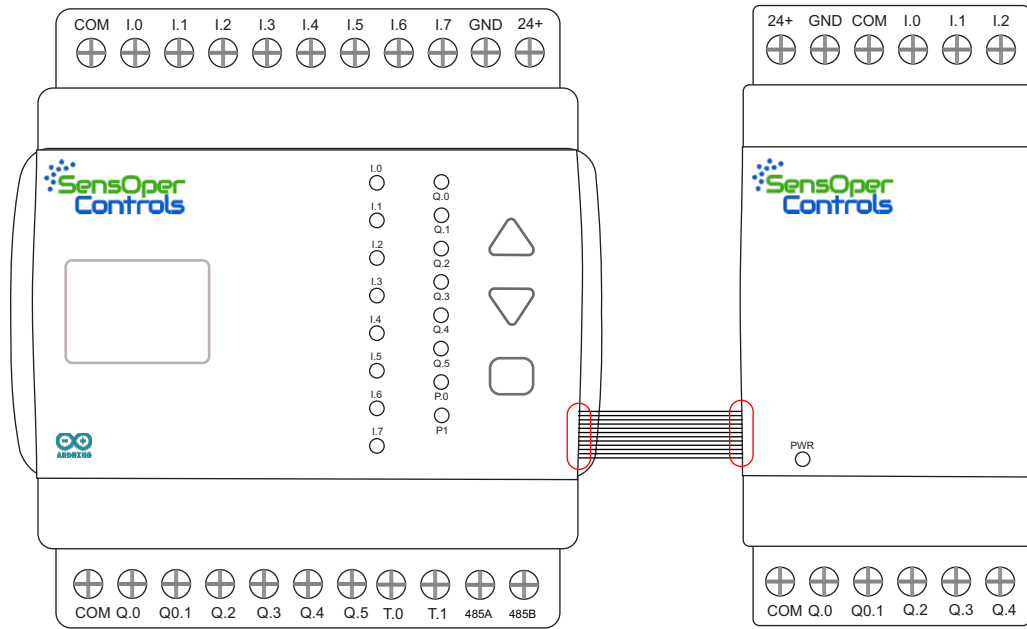 COM I.0 I.1 I.2 I.3 I.4 I.5 I.6 I.7 GND 24+
24+ GND COM I.0 I.1 I.2
SensOper
Controls
I.0
I.1
I.2
I.3
I.4
I.5
I.6
I.7
Q.0
Q.1
Q.2
Q.3
Q.4
Q.5
P.0
P1
ARDUINO
SensOper
Controls
PWR
COM Q.0 Q0.1 Q.2 Q.3 Q.4 Q.5 T.0 T.1 485A 485B
COM Q.0 Q0.1 Q.2 Q.3 Q.4